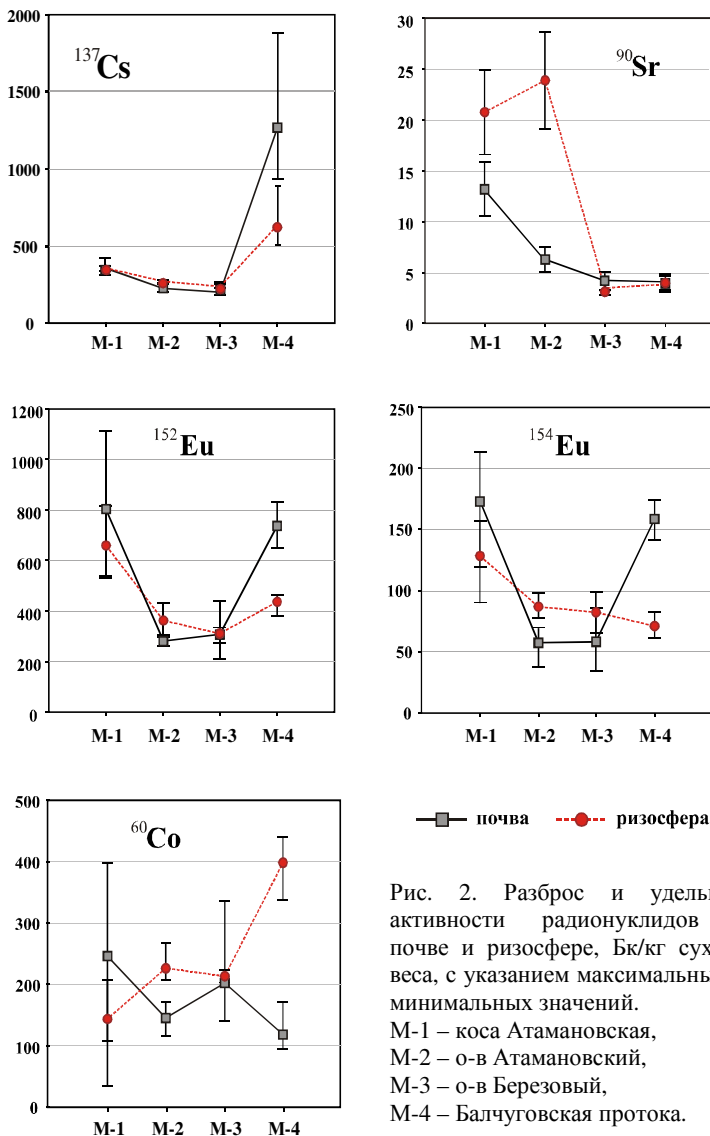 137Cs
2000
1500
1000
500
0
M-1 M-2 M-3 M-4
90Sr
30
25
20
15
10
5
0
M-1 M-2 M-3 M-4
152Eu
1200
1000
800
600
400
200
0
M-1 M-2 M-3 M-4
154Eu
250
200
150
100
50
0
M-1 M-2 M-3 M-4
60Co
500
400
300
200
100
0
M-1 M-2 M-3 M-4
почва ризосфера
Рис. 2. Разброс и удельн
активности радионуклидов
почве и ризосфере, Бк/кг сух
веса, с указанием максимальны
минимальных значений.
М-1 – коса Атамановская,
М-2 – о-в Атамановский,
М-3 – о-в Березовый,
М-4 – Балчуговская протока.